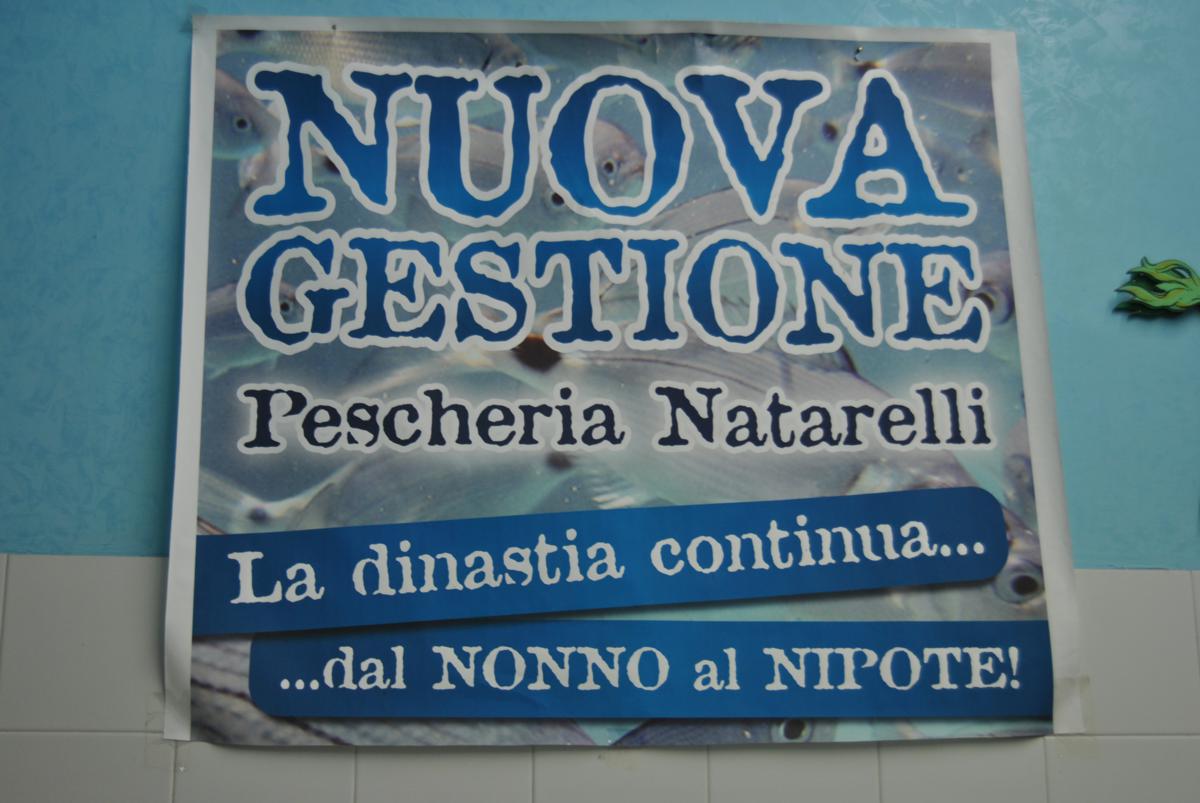 NUOVA
GESTIONE
Pescheria Natarelli
La dinastia continua...
...dal NONNO al NIPOTE!